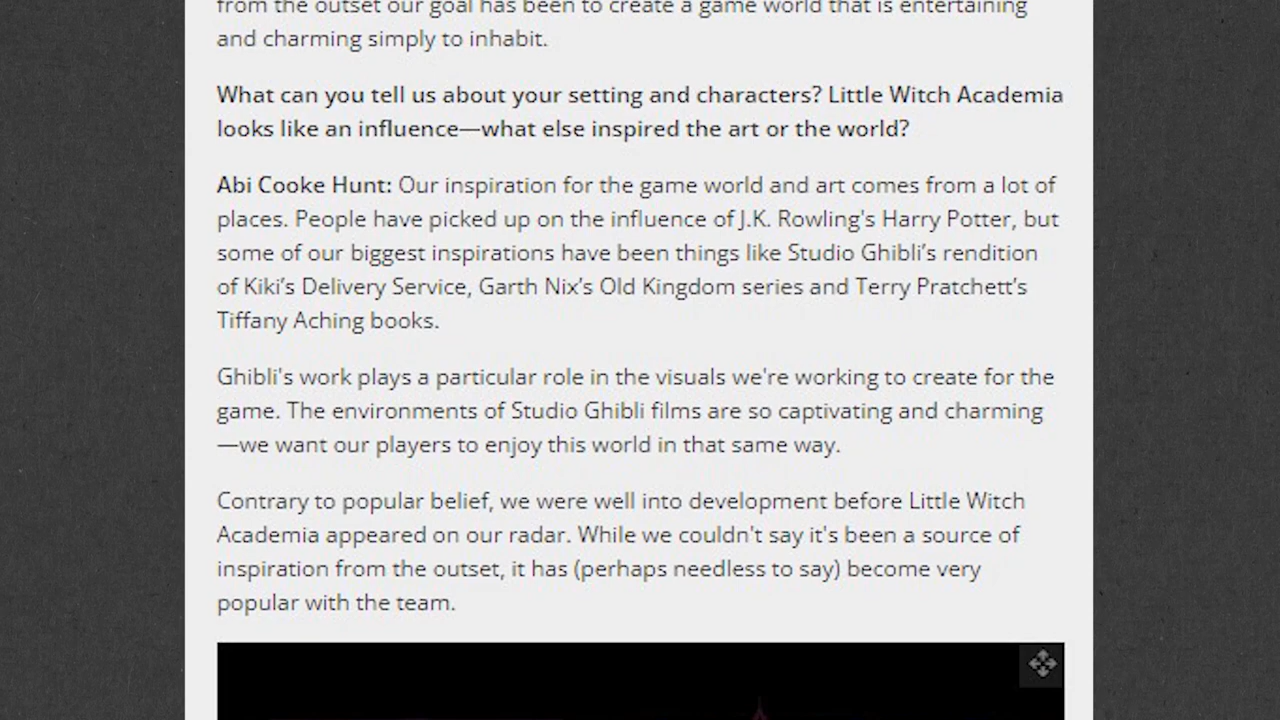 from the outset our goal has been to create a game world that is entertaining
and charming simply to inhabit.
What can you tell us about your setting and characters? Little Witch Academia
looks like an influence—what else inspired the art or the world?
Abi Cooke Hunt: Our inspiration for the game world and art comes from a lot of
places. People have picked up on the influence of J.K. Rowling's Harry Potter, but
some of our biggest inspirations have been things like Studio Ghibli’s rendition
of Kiki’s Delivery Service, Garth Nix’s Old Kingdom series and Terry Pratchett’s
Tiffany Aching books.
Ghibli's work plays a particular role in the visuals we're working to create for the
game. The environments of Studio Ghibli films are so captivating and charming
—we want our players to enjoy this world in that same way.
Contrary to popular belief, we were well into development before Little Witch
Academia appeared on our radar. While we couldn't say it's been a source of
inspiration from the outset, it has (perhaps needless to say) become very
popular with the team.